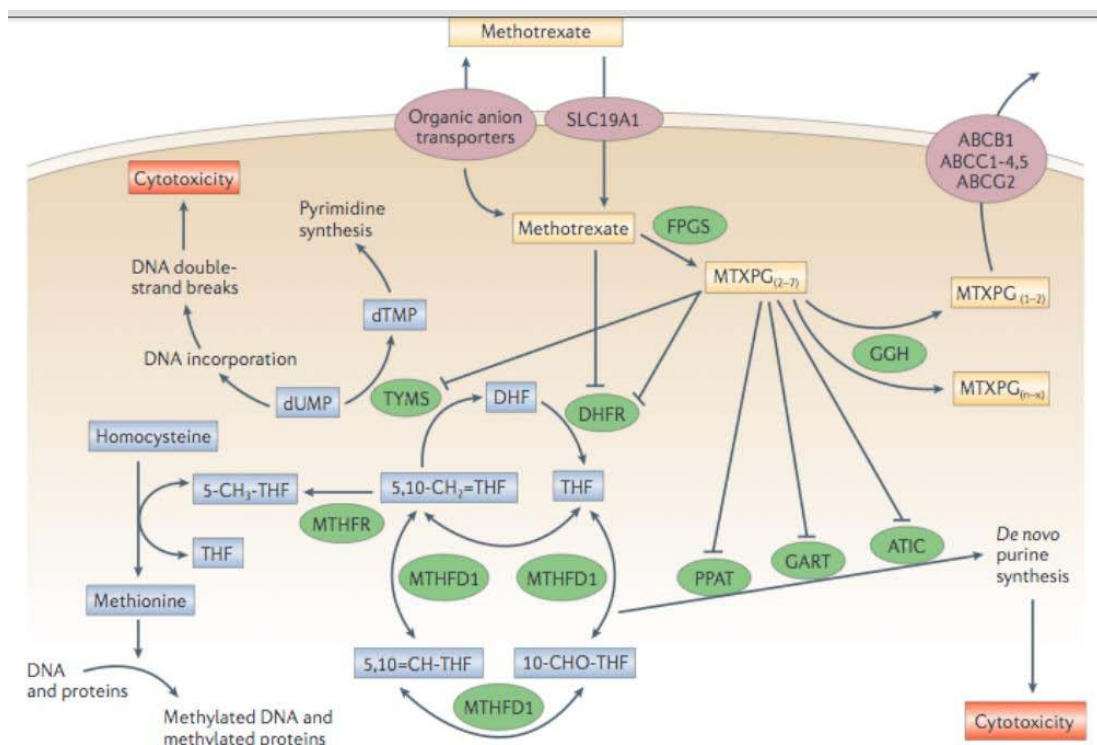 Methotrexate
Organic anion
transporters
SLC19A1
ABCB1
ABCC1-4,5
ABCG2
Cytotoxicity
Pyrimidine
synthesis
Methotrexate
FPGS
MTXPG(2–7)
MTXPG (1–2)
DNA double-
strand breaks
dTMP
GGH
DNA incorporation
MTXPG(n–x)
dUMP
TYMS
DHF
DHFR
Homocysteine
5-CH₃-THF
5,10-CH₂=THF
THF
MTHFR
THF
MTHFD1
MTHFD1
PPAT
GART
ATIC
De novo
purine
synthesis
Methionine
5,10=CH-THF
10-CHO-THF
DNA
and proteins
MTHFD1
Methylated DNA and
methylated proteins
Cytotoxicity